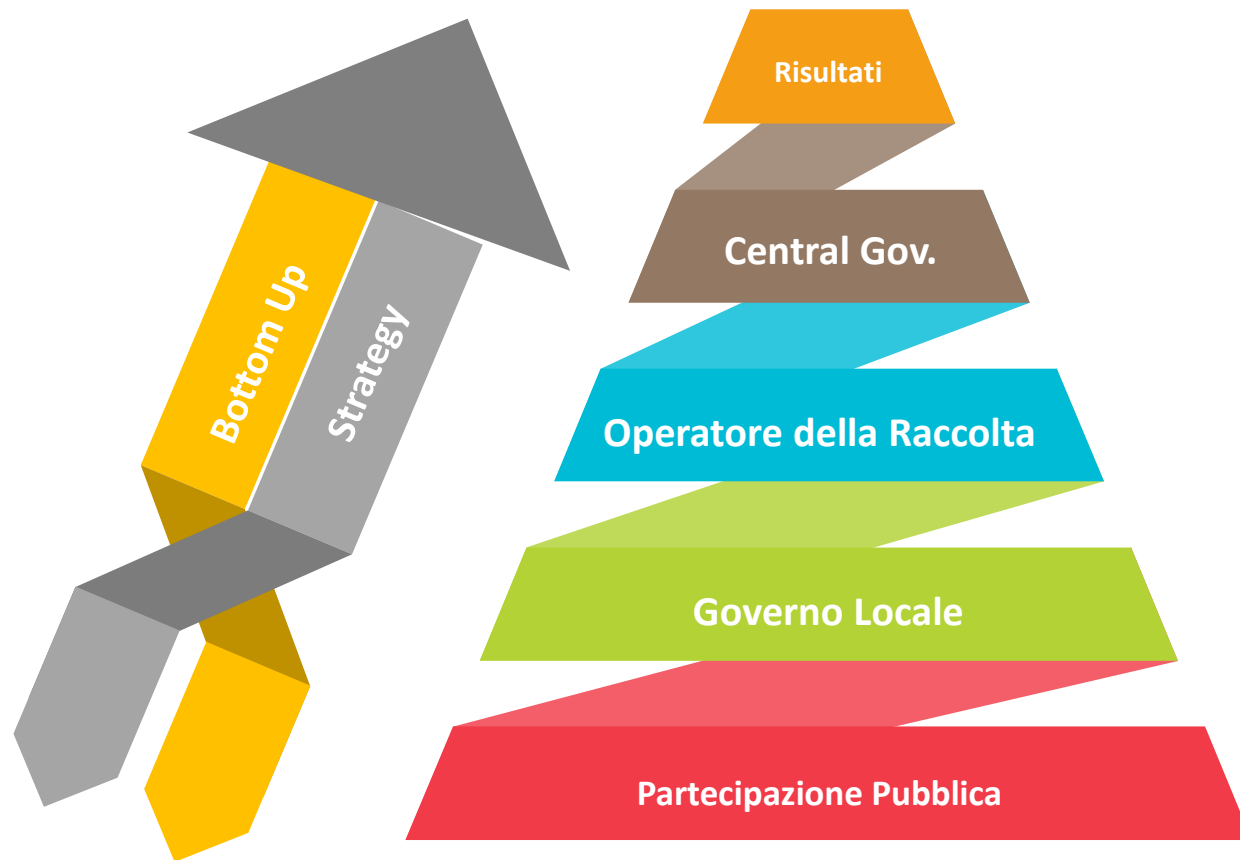 Bottom Up
Strategy
Risultati
Central Gov.
Operatore della Raccolta
Governo Locale
Partecipazione Pubblica